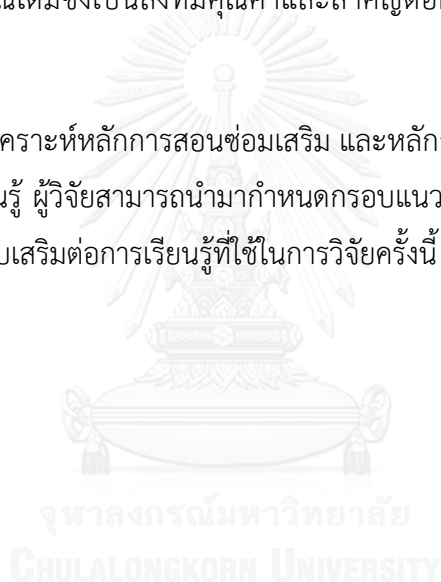 เคราะห์หลักการสอนซ่อมเสริม และหลัก
นรู้ ผู้วิจัยสามารถนำมากำหนดกรอบแนว
บเสริมต่อการเรียนรู้ที่ใช้ในการวิจัยครั้งนี้
จุฬาลงกรณ์มหาวิทยาลัย
CHULALONGKORN UNIVERSITY